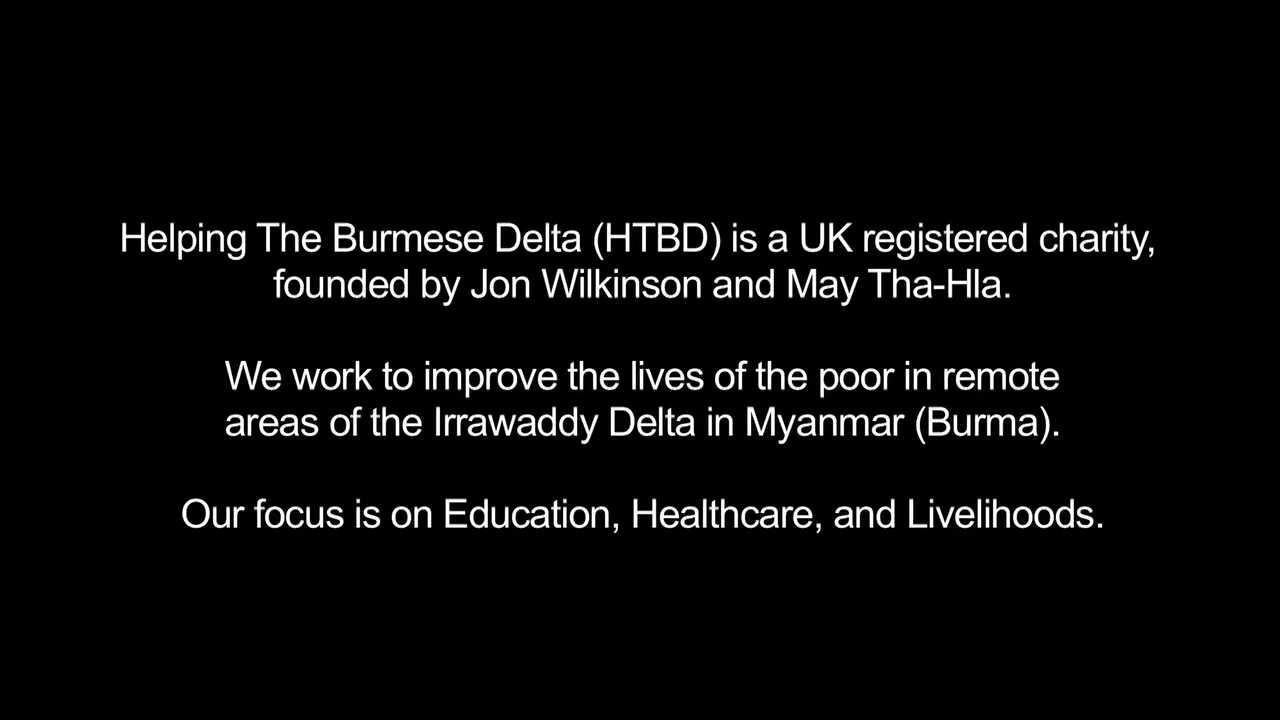 Helping The Burmese Delta (HTBD) is a UK registered charity,
founded by Jon Wilkinson and May Tha-Hla.
We work to improve the lives of the poor in remote
areas of the Irrawaddy Delta in Myanmar (Burma).
Our focus is on Education, Healthcare, and Livelihoods.